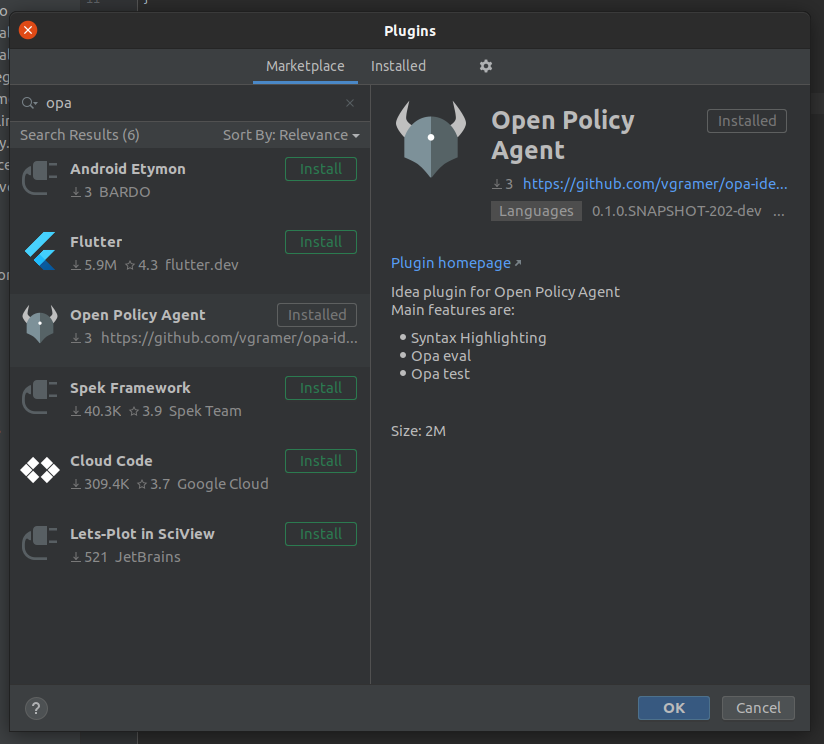 Plugins
Marketplace Installed
opa
Search Results (6) Sort By: Relevance
Android Etymon Install
3 BARDO
Flutter Install
5.9M 4.3 flutter.dev
Open Policy Agent Installed
3 https://github.com/vgramer/opa-id...
Spek Framework Install
40.3K 3.9 Spek Team
Cloud Code Install
309.4K 3.7 Google Cloud
Lets-Plot in SciView Install
521 JetBrains
Open Policy Installed
Agent
3 https://github.com/vgramer/opa-ide...
Languages 0.1.0.SNAPSHOT-202-dev ...
Plugin homepage
Idea plugin for Open Policy Agent
Main features are:
Syntax Highlighting
Opa eval
Opa test
Size: 2M
? OK Cancel